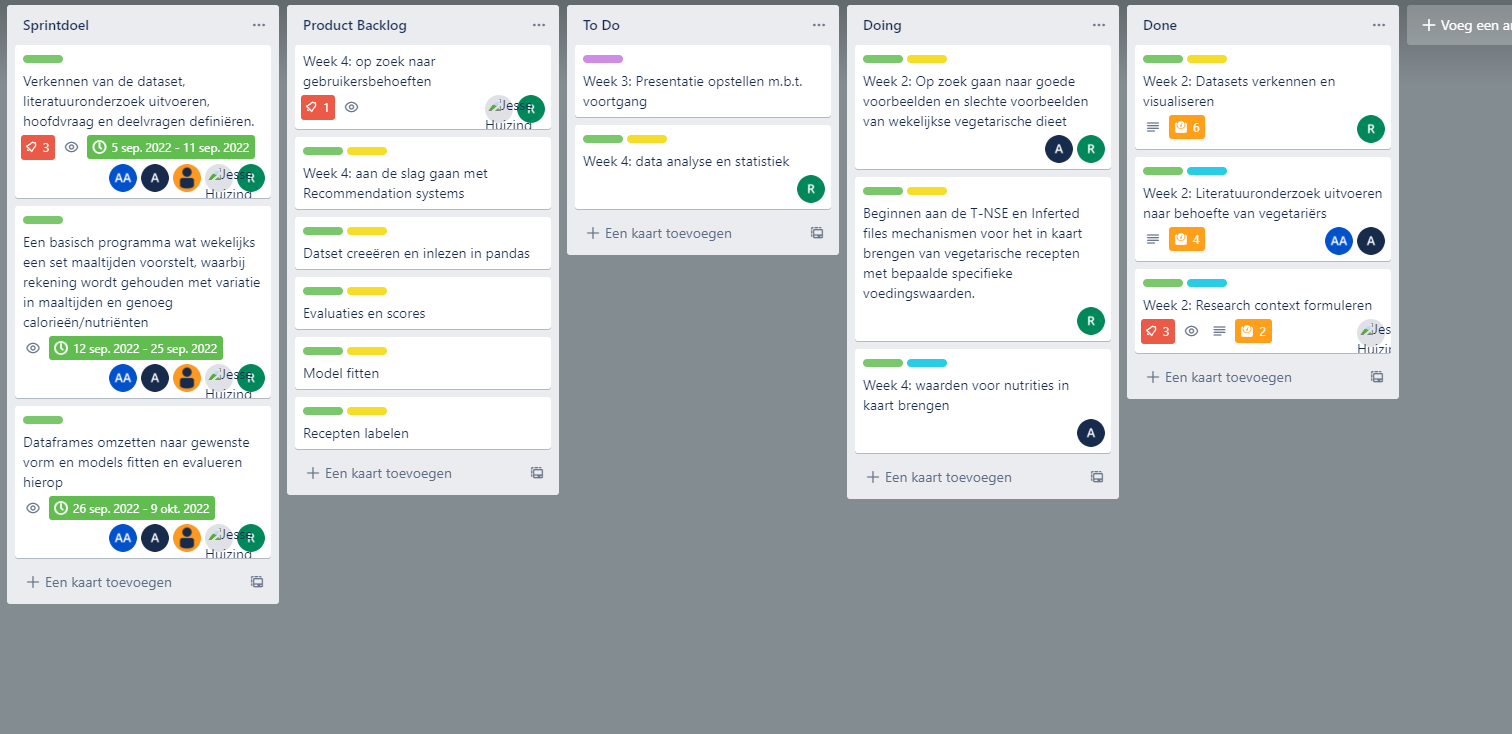 Sprintdoel
Verkennen van de dataset,
literatuuronderzoek uitvoeren,
hoofdvraag en deelvragen definiëren.
3
5 sep. 2022 - 11 sep. 2022
AA A Jesse Huizing R
Een basisch programma wat wekelijks
een set maaltijden voorstelt, waarbij
rekening wordt gehouden met variatie
in maaltijden en genoeg
calorieën/nutriënten
12 sep. 2022 - 25 sep. 2022
AA A Jesse Huizing R
Dataframes omzetten naar gewenste
vorm en models fitten en evalueren
hierop
26 sep. 2022 - 9 okt. 2022
AA A Jesse Huizing R
Een kaart toevoegen
Product Backlog
Week 4: op zoek naar
gebruikersbehoeften
1
Jesse Huizing R
Week 4: aan de slag gaan met
Recommendation systems
Datset creeëren en inlezen in pandas
Evaluaties en scores
Model fitten
Recepten labelen
Een kaart toevoegen
To Do
Week 3: Presentatie opstellen m.b.t.
voortgang
Week 4: data analyse en statistiek
R
Een kaart toevoegen
Doing
Week 2: Op zoek gaan naar goede
voorbeelden en slechte voorbeelden
van wekelijkse vegetarische dieet
A R
Beginnen aan de T-NSE en Inferted
files mechanismen voor het in kaart
brengen van vegetarische recepten
met bepaalde specifieke
voedingswaarden.
R
Week 4: waarden voor nutrities in
kaart brengen
A
Een kaart toevoegen
Done
Week 2: Datasets verkennen en
visualiseren
6
R
Week 2: Literatuuronderzoek uitvoeren
naar behoefte van vegetariërs
4
AA A
Week 2: Research context formuleren
3
2
Een kaart toevoegen
Voeg een